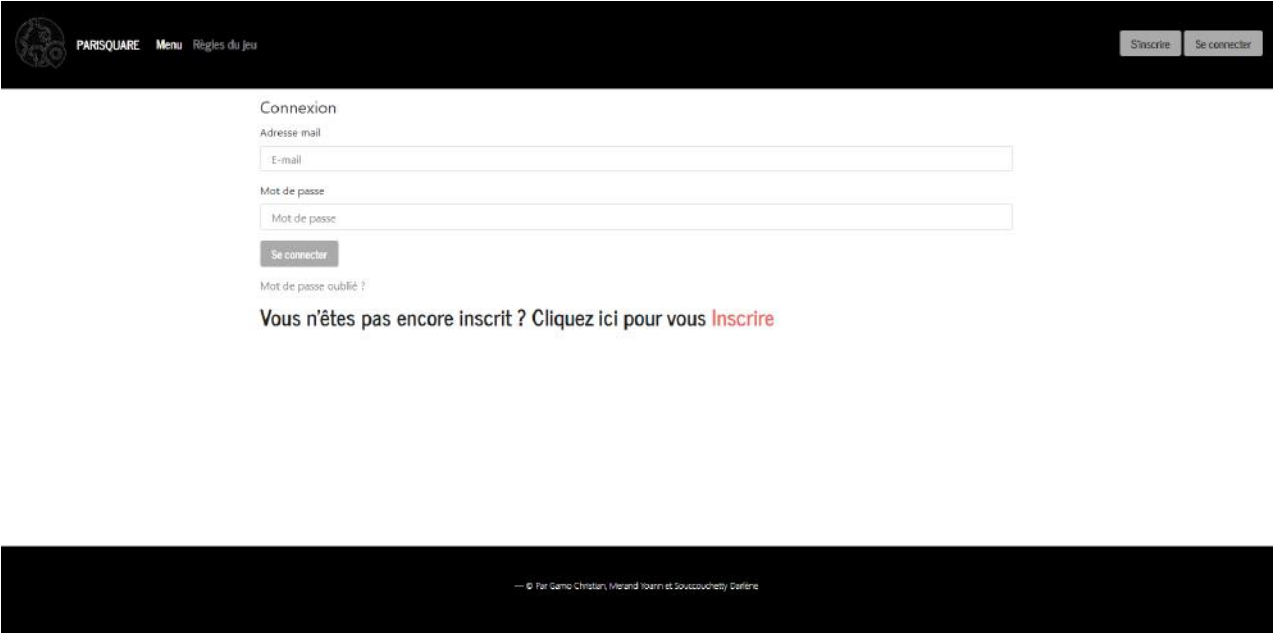 PARISQUARE Menu Règles du jeu
S'inscrire Se connecter
Connexion
Adresse mail
E-mail
Mot de passe
Mot de passe
Se connecter
Mot de passe oublié ?
Vous n'êtes pas encore inscrit ? Cliquez ici pour vous Inscrire
— © Par Gamo Christian, Merand Yoann et Souccouchetty Darlène